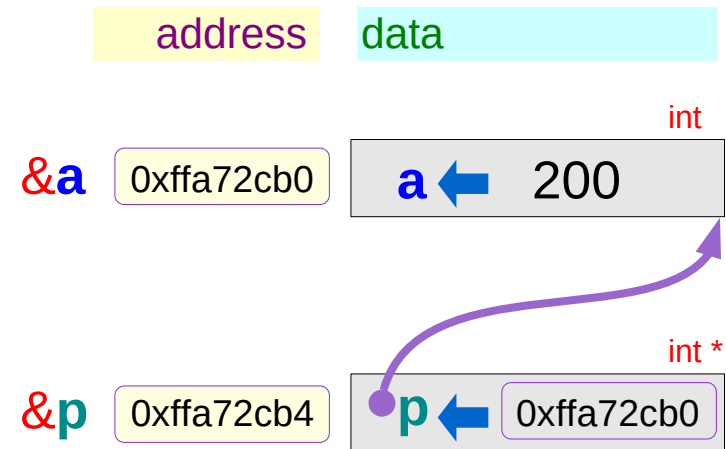 address data
int
&a 0xffa72cb0 a 200
int *
&p 0xffa72cb4 p 0xffa72cb0